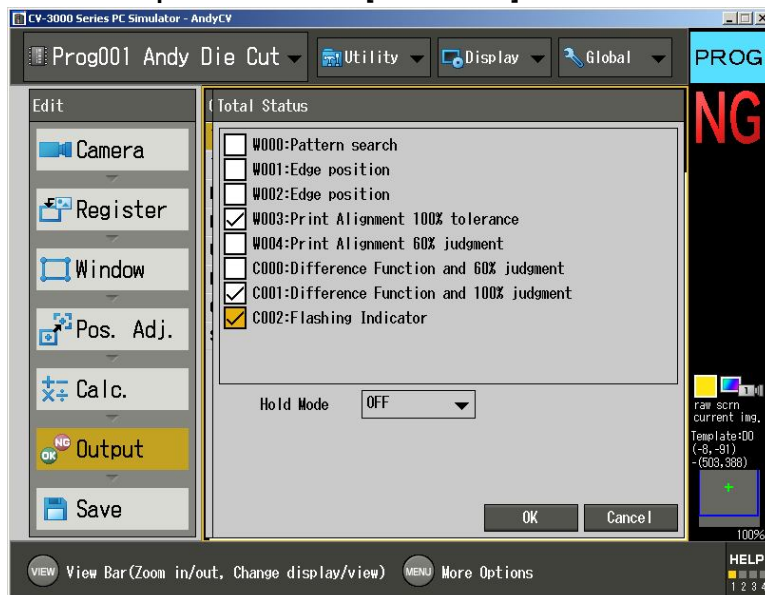 CV-3000 Series PC Simulator - AndyCV
Prog001 Andy Die Cut
Utility
Display
Global
PROG
Edit
Total Status
NG
Camera
Register
Window
Pos. Adj.
Calc.
NG
OK
Output
Save
W000:Pattern search
W001:Edge position
W002:Edge position
W003:Print Alignment 100% tolerance
W004:Print Alignment 60% judgment
C000:Difference Function and 60% judgment
C001:Difference Function and 100% judgment
C002:Flashing Indicator
Hold Mode
OFF
OK
Cancel
1
raw scrn
current img.
Template:D0
(-8,-91)
-(503,388)
100%
VIEW
View Bar(Zoom in/out, Change display/view)
MENU
More Options
HELP
1 2 3 4